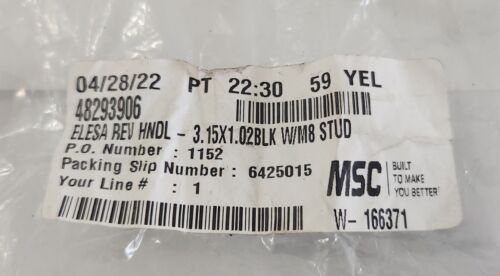 04/28/22 PT 22:30 59 YEL
48293906
ELESA REV HNDL - 3.15X1.02BLK W/M8 STUD
P.O. Number : 1152
Packing Slip Number : 6425015
Your Line # : 1
MSC
BUILT
TO MAKE
YOU BETTER
W- 166371